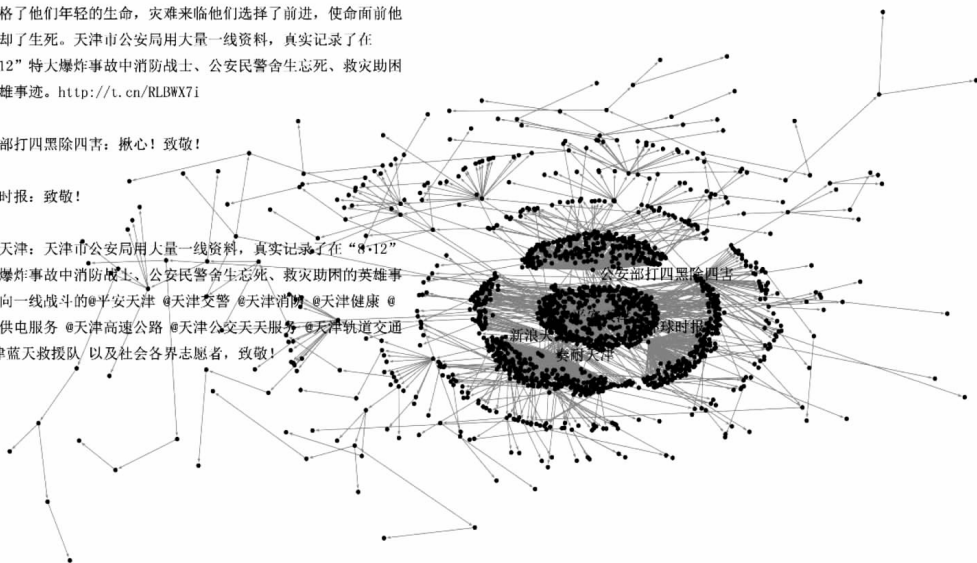 格了他们年轻的生命，灾难来临他们选择了前进，使命面前他
却了生死。天津市公安局用大量一线资料，真实记录了在
12”特大爆炸事故中消防战士、公安民警舍生忘死、救灾助困
雄事迹。http://t.cn/RLBWX7i
部打四黑除四害：揪心！致敬！
时报：致敬！
天津：天津市公安局用大量一线资料，真实记录了在“8·12”
爆炸事故中消防战士、公安民警舍生忘死、救灾助困的英雄事
向一线战斗的@平安天津 @天津交警 @天津消防 @天津健康 @
供电服务 @天津高速公路 @天津公交天天服务 @天津轨道交通
津蓝天救援队 以及社会各界志愿者，致敬！
公安部打四黑除四害
新浪天
球时报
奏耐天津